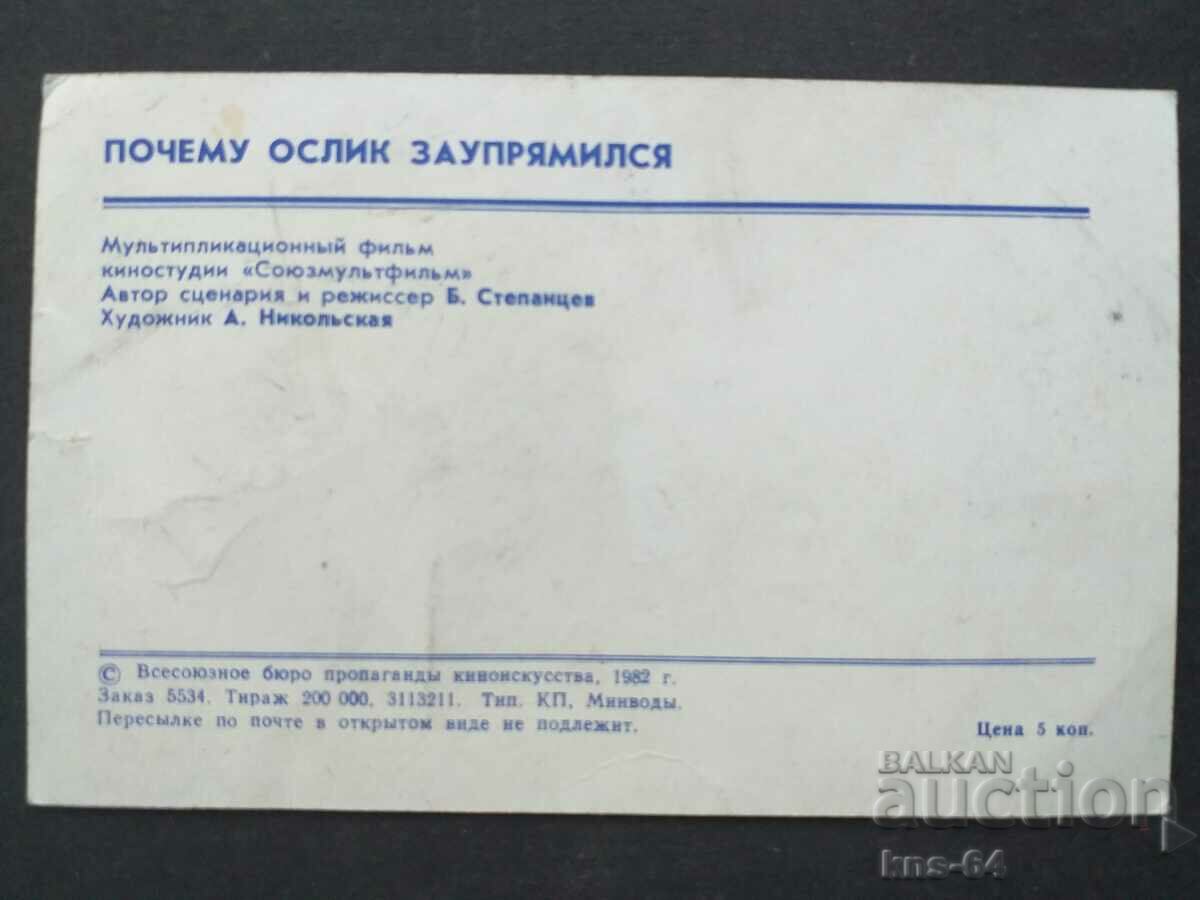 ПОЧЕМУ ОСЛИК ЗАУПРЯМИЛСЯ
Мультипликационный фильм
киностудии «Союзмультфильм»
Автор сценария и режиссер Б. Степанцев
Художник А. Никольская
© Всесоюзное бюро пропаганды киноискусства, 1982 г.
Заказ 5534. Тираж 200 000. 3113211. Тип. КП, Минводы.
Пересылке по почте в открытом виде не подлежит.
Цена 5 коп.
BALKAN
auction
kns-64